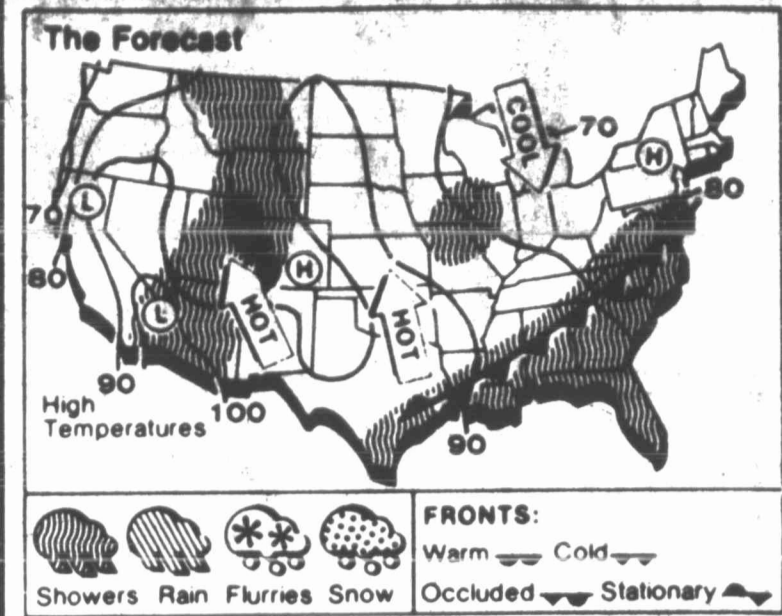 The Forecast
COOL
70
H
80
L
70
80
H
L
HOT
HOT
90
100
90
High
Temperatures
FRONTS:
Warm Cold
Showers Rain Flurries Snow
Occluded Stationary